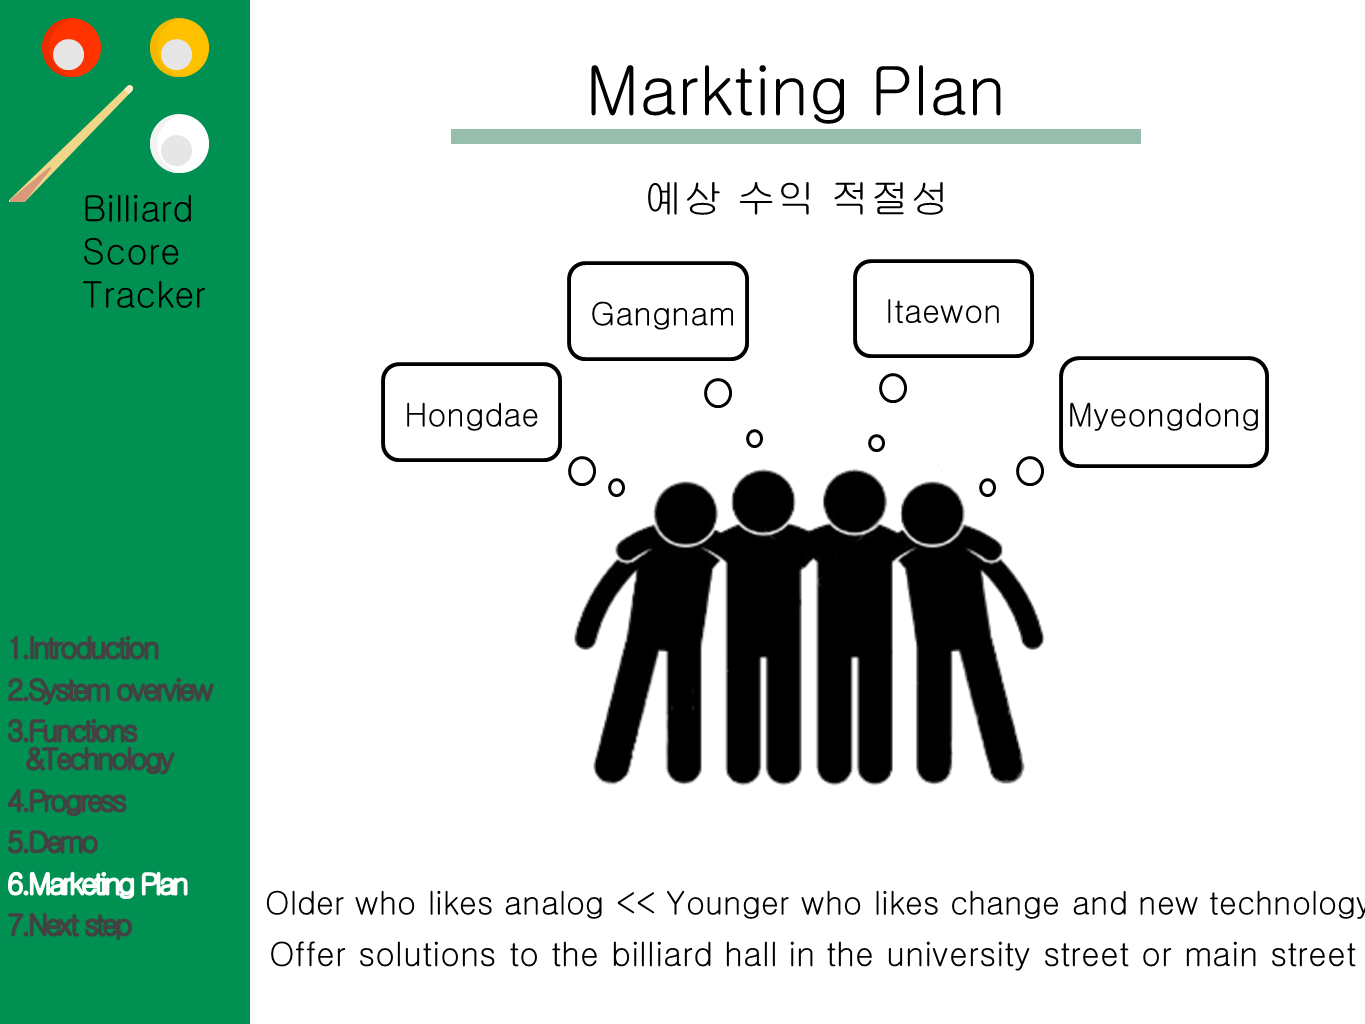 Billiard
Score
Tracker
1.Introduction
2.System overview
3.Functions
&Technology
4.Progress
5.Demo
6.Marketing Plan
7.Next step
Markting Plan
예상 수익 적절성
Gangnam
Itaewon
Hongdae
Myeongdong
Older who likes analog << Younger who likes change and new technology
Offer solutions to the billiard hall in the university street or main street